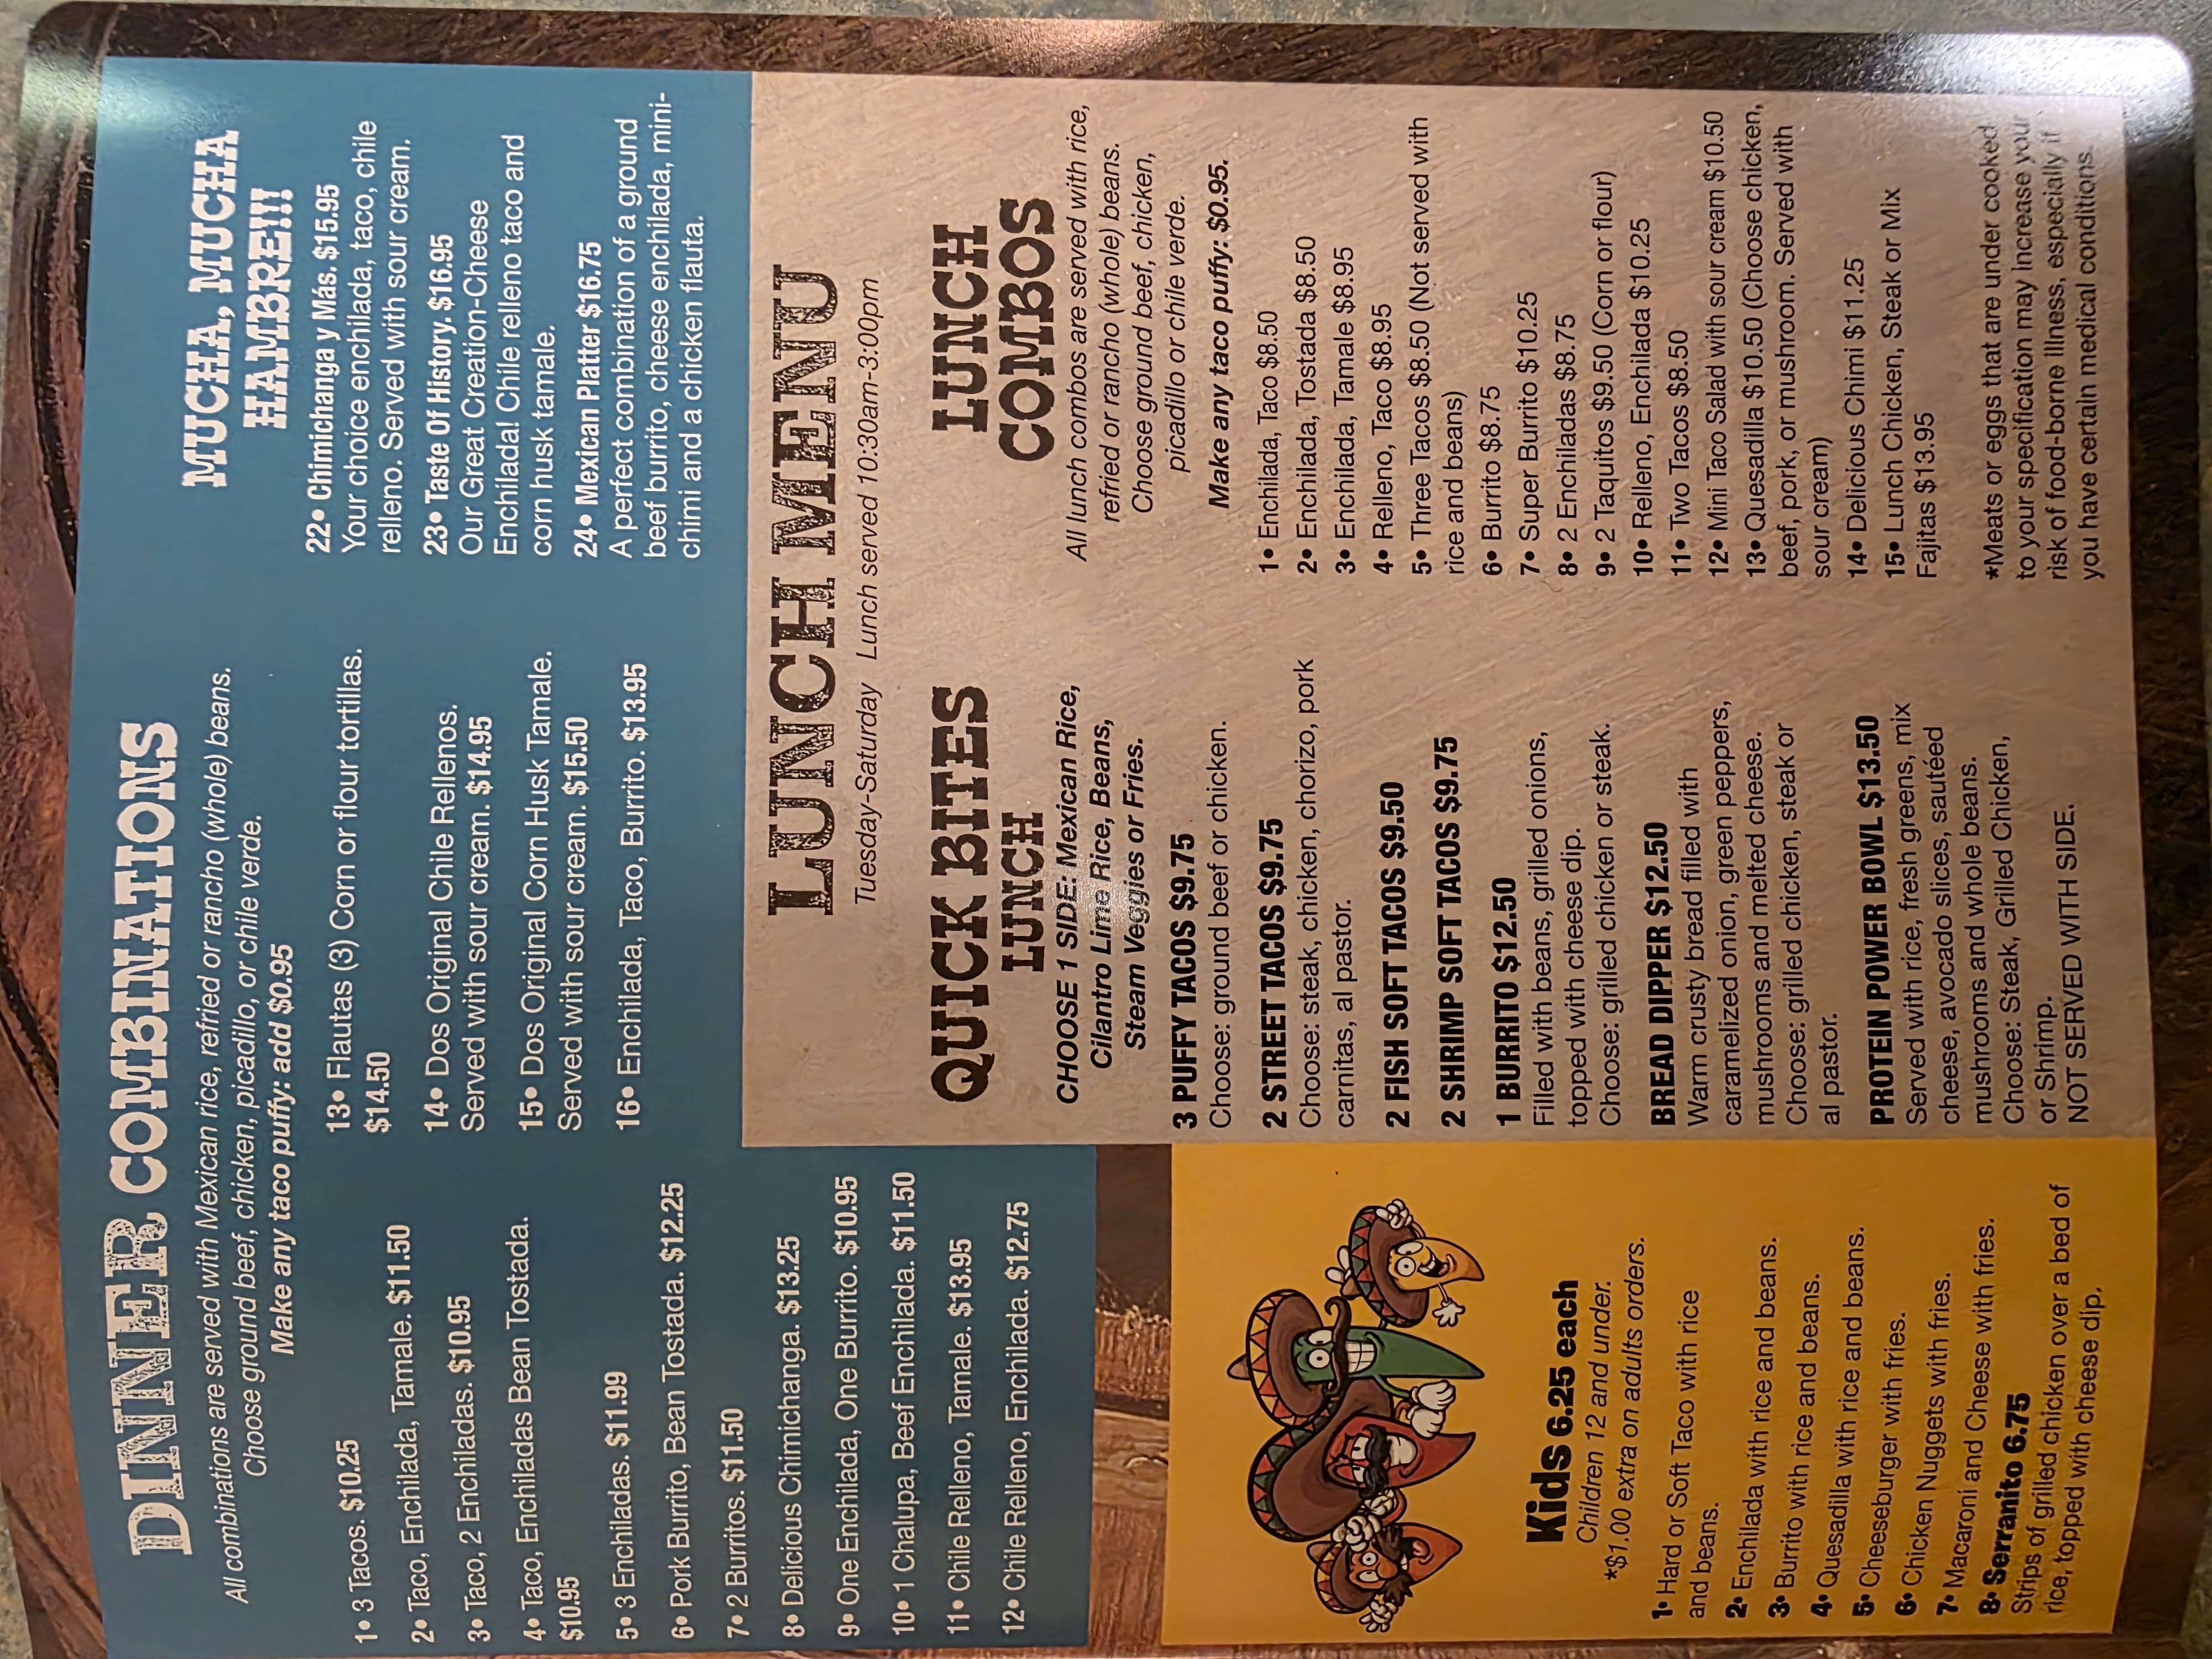 DINNER COMBINATIONS
All combinations are served with Mexican rice, refried or rancho (whole) beans.
Choose ground beef, chicken, picadillo, or chile verde.
Make any taco puffy: add $0.95
1• 3 Tacos. $10.25
2• Taco, Enchilada, Tamale. $11.50
3• Taco, 2 Enchiladas. $10.95
4• Taco, Enchiladas Bean Tostada.
$10.95
5• 3 Enchiladas. $11.99
6• Pork Burrito, Bean Tostada. $12.25
7• 2 Burritos. $11.50
8• Delicious Chimichanga. $13.25
9• One Enchilada, One Burrito. $10.95
10• 1 Chalupa, Beef Enchilada. $11.50
11• Chile Relleno, Tamale. $13.95
12• Chile Relleno, Enchilada. $12.75
13• Flautas (3) Corn or flour tortillas.
$14.50
14• Dos Original Chile Rellenos.
Served with sour cream. $14.95
15• Dos Original Corn Husk Tamale.
Served with sour cream. $15.50
16• Enchilada, Taco, Burrito. $13.95
MUCHA, MUCHA
HAMBRE!!!
22• Chimichanga y Más. $15.95
Your choice enchilada, taco, chile
relleno. Served with sour cream.
23• Taste Of History. $16.95
Our Great Creation-Cheese
Enchilada! Chile relleno taco and
corn husk tamale.
24• Mexican Platter $16.75
A perfect combination of a ground
beef burrito, cheese enchilada, mini-
chimi and a chicken flauta.
LUNCH MENU
Tuesday-Saturday Lunch served 10:30am-3:00pm
QUICK BITES
LUNCH
CHOOSE 1 SIDE: Mexican Rice,
Cilantro Lime Rice, Beans,
Steam Veggies or Fries.
3 PUFFY TACOS $9.75
Choose: ground beef or chicken.
2 STREET TACOS $9.75
Choose: steak, chicken, chorizo, pork
carnitas, al pastor.
2 FISH SOFT TACOS $9.50
2 SHRIMP SOFT TACOS $9.75
1 BURRITO $12.50
Filled with beans, grilled onions,
topped with cheese dip.
Choose: grilled chicken or steak.
BREAD DIPPER $12.50
Warm crusty bread filled with
caramelized onion, green peppers,
mushrooms and melted cheese.
Choose: grilled chicken, steak or
al pastor.
PROTEIN POWER BOWL $13.50
Served with rice, fresh greens, mix
cheese, avocado slices, sautéed
mushrooms and whole beans.
Choose: Steak, Grilled Chicken,
or Shrimp.
NOT SERVED WITH SIDE.
LUNCH
COMBOS
All lunch combos are served with rice,
refried or rancho (whole) beans.
Choose ground beef, chicken,
picadillo or chile verde.
Make any taco puffy: $0.95.
1• Enchilada, Taco $8.50
2• Enchilada, Tostada $8.50
3• Enchilada, Tamale $8.95
4• Relleno, Taco $8.95
5• Three Tacos $8.50 (Not served with
rice and beans)
6• Burrito $8.75
7• Super Burrito $10.25
8• 2 Enchiladas $8.75
9• 2 Taquitos $9.50 (Corn or flour)
10• Relleno, Enchilada $10.25
11• Two Tacos $8.50
12• Mini Taco Salad with sour cream $10.50
13• Quesadilla $10.50 (Choose chicken,
beef, pork, or mushroom. Served with
sour cream)
14• Delicious Chimi $11.25
15• Lunch Chicken, Steak or Mix
Fajitas $13.95
*Meats or eggs that are under cooked
to your specification may increase your
risk of food-borne illness, especially if
you have certain medical conditions.
Kids 6.25 each
Children 12 and under.
*$1.00 extra on adults orders.
1• Hard or Soft Taco with rice
and beans.
2• Enchilada with rice and beans.
3• Burrito with rice and beans.
4• Quesadilla with rice and beans.
5• Cheeseburger with fries.
6• Chicken Nuggets with fries.
7• Macaroni and Cheese with fries.
8• Serranito 6.75
Strips of grilled chicken over a bed of
rice, topped with cheese dip.